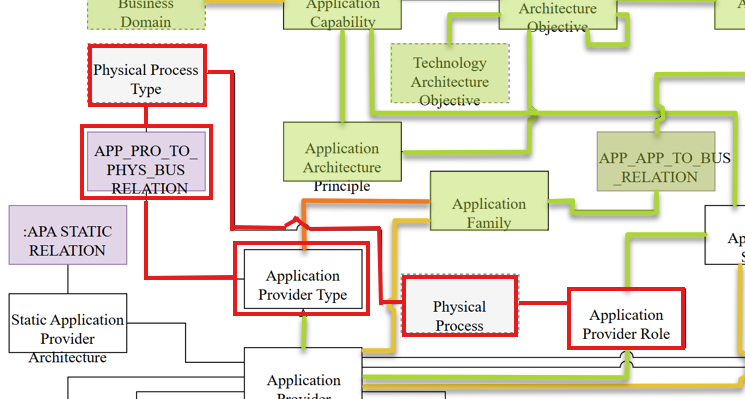 Business
Domain
Application
Capability
Architecture
Objective
A
Physical Process
Type
Technology
Architecture
Objective
APP_PRO_TO_
PHYS_BUS
_RELATION
Application
Architecture
Principle
APP_APP_TO_BUS
_RELATION
:APA STATIC
RELATION
Application
Family
Ap
S
Application
Provider Type
Physical
Process
Application
Provider Role
Static Application
Provider
Architecture
Application
Provider